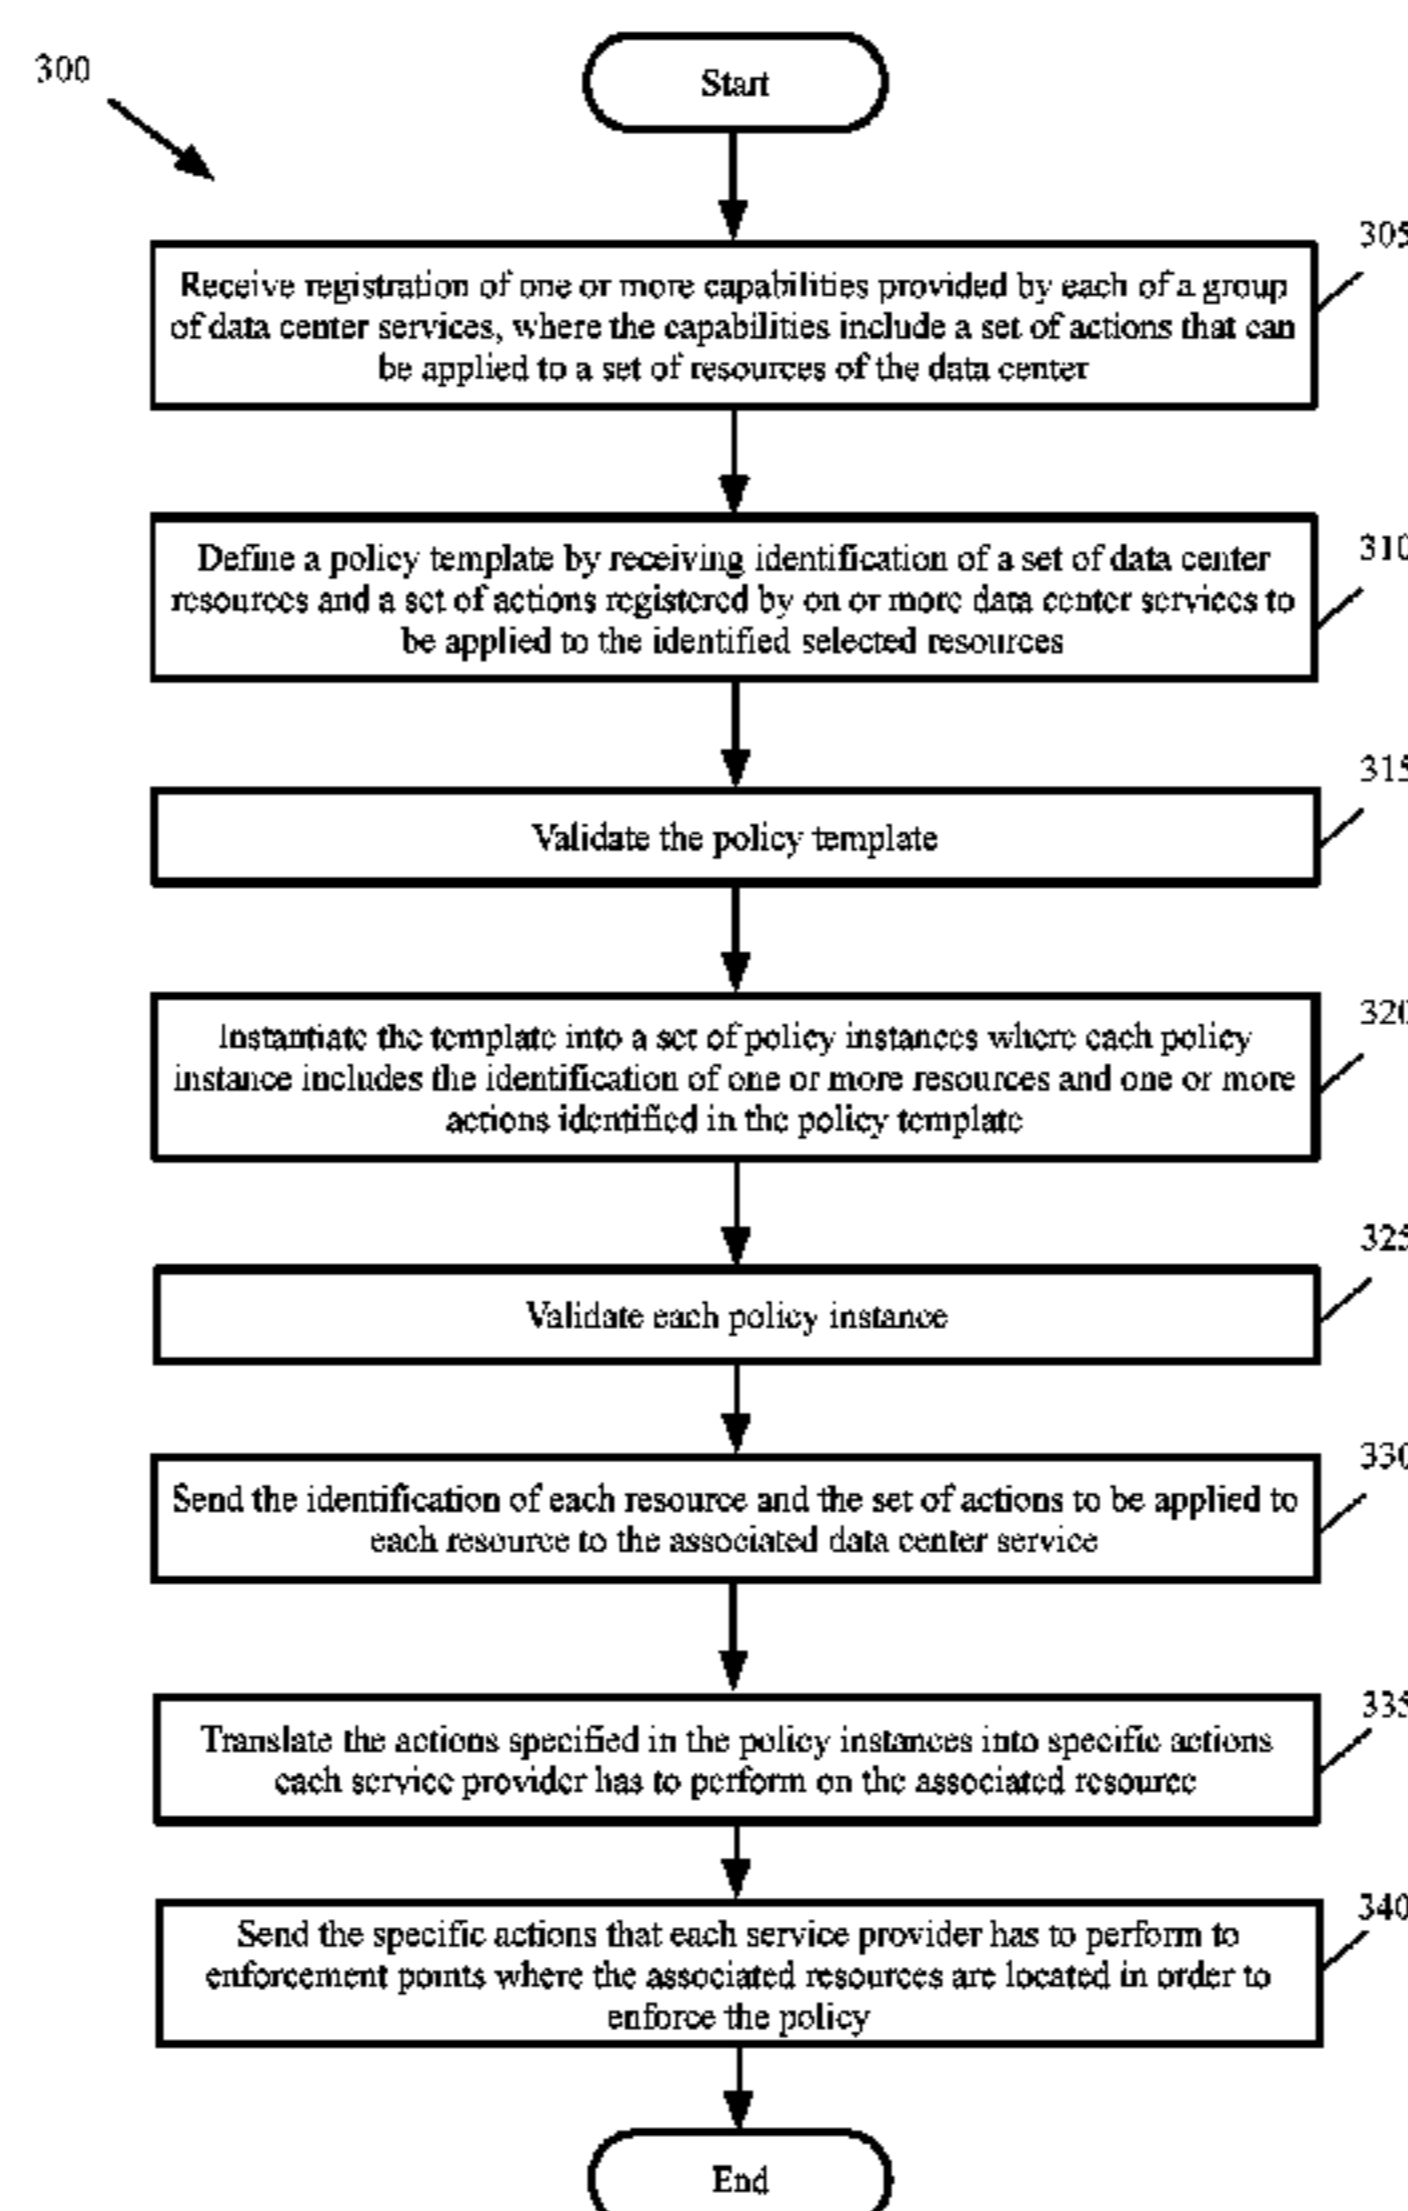 300
Start
305
Receive registration of one or more capabilities provided by each of a group
of data center services, where the capabilities include a set of actions that can
be applied to a set of resources of the data center
310
Define a policy template by receiving identification of a set of data center
resources and a set of actions registered by on or more data center services to
be applied to the identified selected resources
315
Validate the policy template
320
Instantiate the template into a set of policy instances where each policy
instance includes the identification of one or more resources and one or more
actions identified in the policy template
325
Validate each policy instance
330
Send the identification of each resource and the set of actions to be applied to
each resource to the associated data center service
335
Translate the actions specified in the policy instances into specific actions
each service provider has to perform on the associated resource
340
Send the specific actions that each service provider has to perform to
enforcement points where the associated resources are located in order to
enforce the policy
End